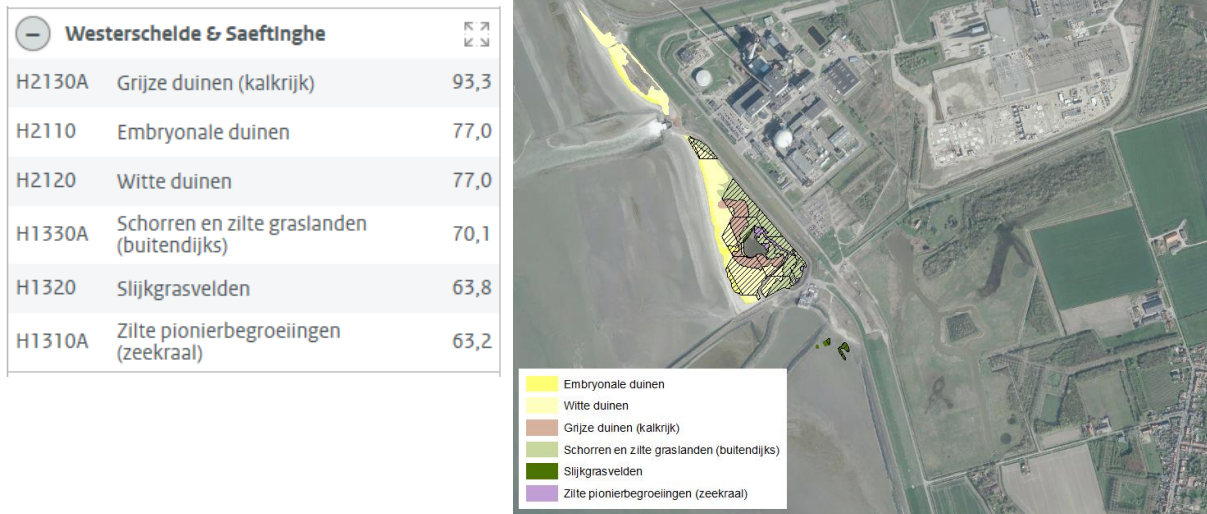 Westerschelde & Saeftinghe
H2130A Grijze duinen (kalkrijk) 93,3
H2110 Embryonale duinen 77,0
H2120 Witte duinen 77,0
H1330A Schorren en zilte graslanden 70,1
(buitendijks)
H1320 Slijkgrasvelden 63,8
H1310A Zilte pionierbegroeiingen 63,2
(zeekraal)
Embryonale duinen
Witte duinen
Grijze duinen (kalkrijk)
Schorren en zilte graslanden (buitendijks)
Slijkgrasvelden
Zilte pionierbegroeiingen (zeekraal)